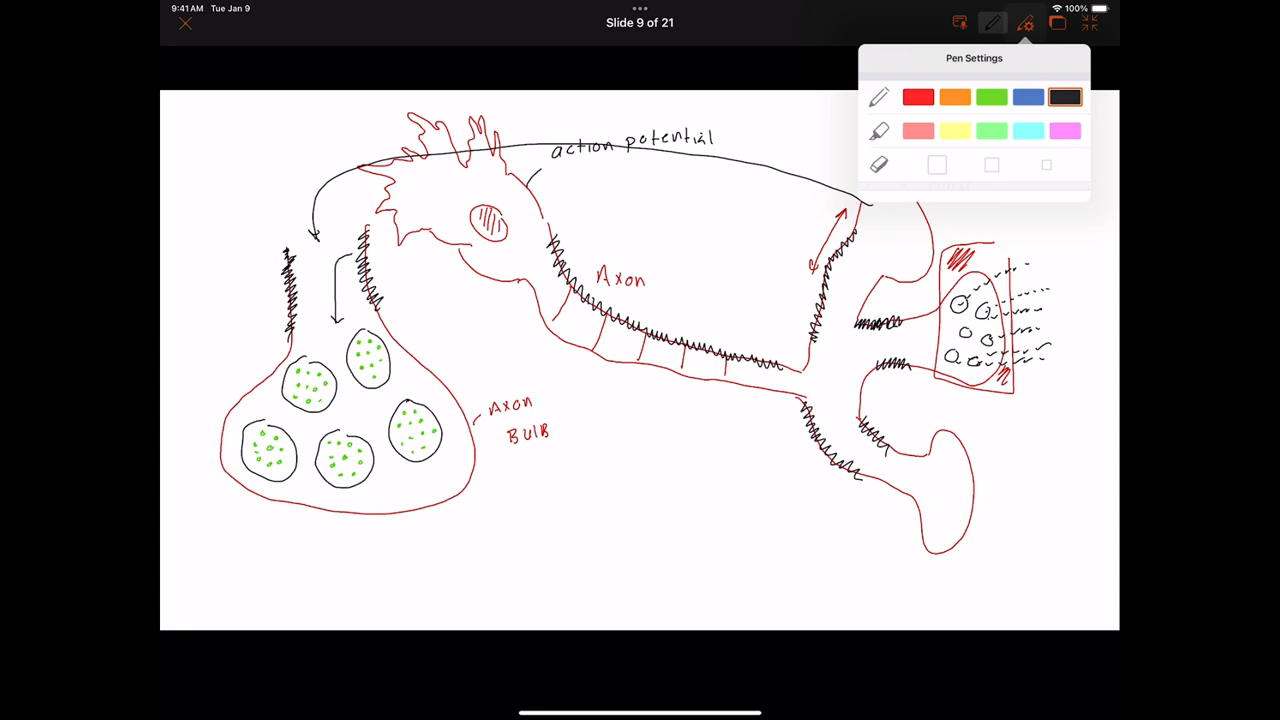 9:41 AM Tue Jan 9
100%
Slide 9 of 21
Pen Settings
action potential
Axon
Axon
BULB